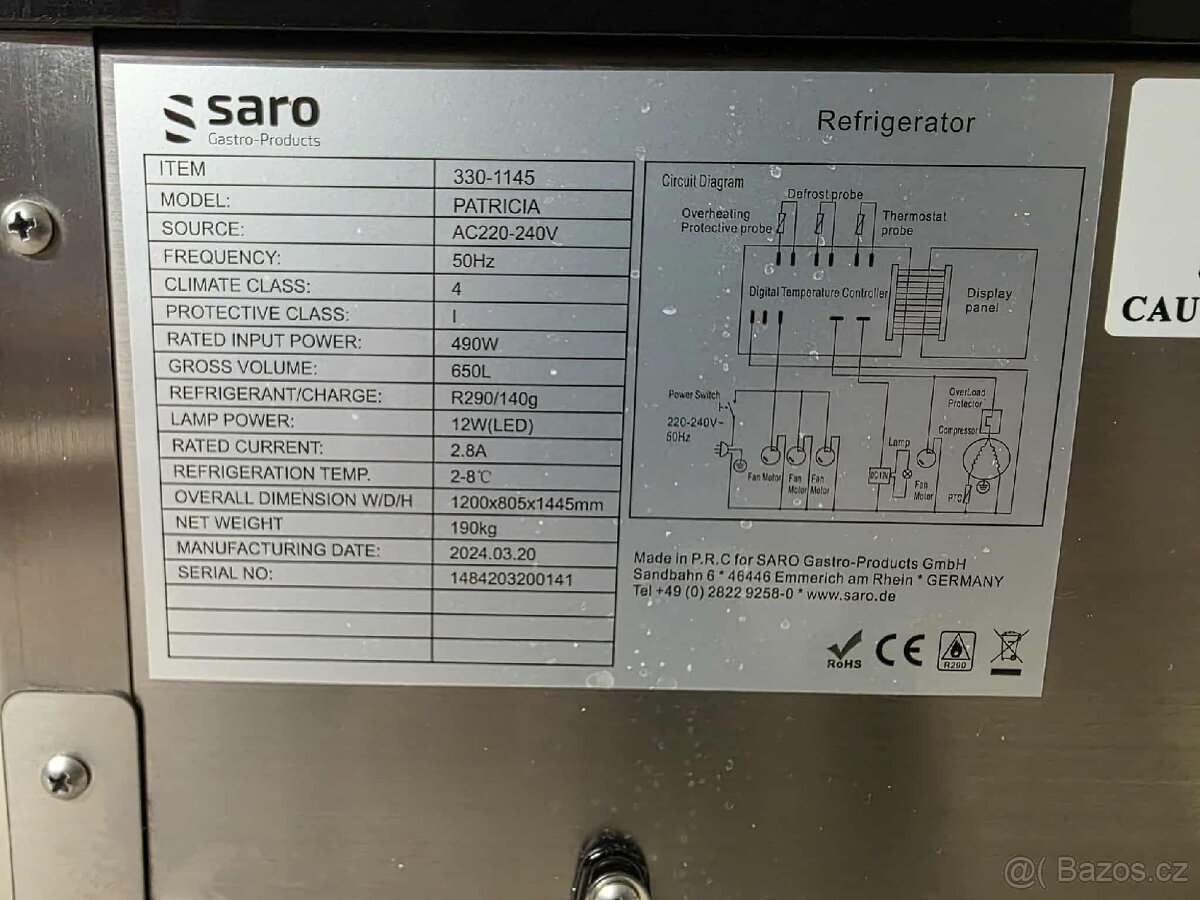 saro
Gastro-Products
Refrigerator
ITEM 330-1145
MODEL: PATRICIA
SOURCE: AC220-240V
FREQUENCY: 50Hz
CLIMATE CLASS: 4
PROTECTIVE CLASS: I
RATED INPUT POWER: 490W
GROSS VOLUME: 650L
REFRIGERANT/CHARGE: R290/140g
LAMP POWER: 12W(LED)
RATED CURRENT: 2.8A
REFRIGERATION TEMP. 2-8℃
OVERALL DIMENSION W/D/H 1200x805x1445mm
NET WEIGHT 190kg
MANUFACTURING DATE: 2024.03.20
SERIAL NO: 1484203200141
Circuit Diagram
Defrost probe
Overheating
Protective probe
Thermostat
probe
Digital Temperature Controller
Display
panel
Power Switch
220-240V~
50Hz
Fan Motor
Fan
Motor
Fan
Motor
Lamp
DC12V
Fan
Motor
OverLoad
Protector
Compressor
PTC
Made in P.R.C for SARO Gastro-Products GmbH
Sandbahn 6 * 46446 Emmerich am Rhein * GERMANY
Tel +49 (0) 2822 9258-0 * www.saro.de
RoHS
CE
R290
CAU
@( Bazos.cz